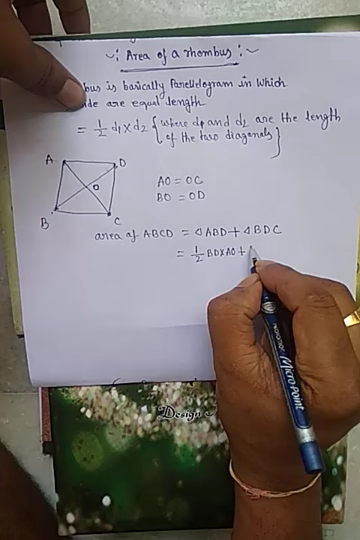 ~: Area of a rhombus :~
bus is basically Parellelogram in which
de are equal length
= 1/2 d1 x d2 {where d1 and d2 are the length
of the two diagonals}
A D
O
B C
AO = OC
BO = OD
area of ABCD = △ ABD + △ BDC
= 1/2 BD X AO +
Micro Point
Design